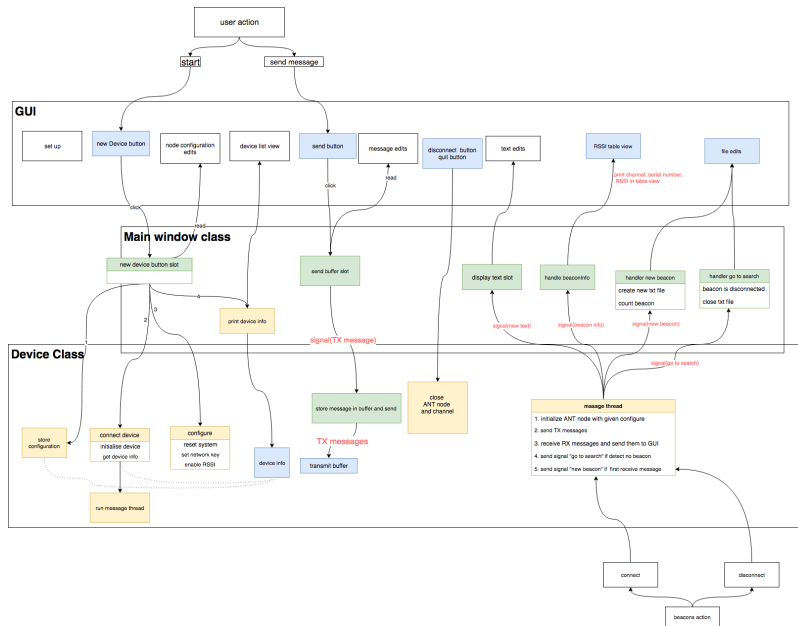 user action
start
send message
GUI
set up
new Device button
node configuration
edits
device list view
send button
message edits
disconnect button
quit button
text edits
RSSI table view
file edits
click
read
click
read
print channel, serial number,
RSSI in table view
Main window class
new device button slot
send buffer slot
display text slot
handle beaconInfo
handler new beacon
create new txt file
count beacon
handler go to search
beacon is disconnected
close txt file
1
2
3
4
print device info
signal(TX message)
signal(new text)
signal(beacon info)
signal(new beacon)
signal(go to search)
Device Class
store
configuration
connect device
initialise device
get device info
configure
reset system
set network key
enable RSSI
device info
run message thread
store message in buffer and send
TX messages
transmit buffer
close
ANT node
and channel
masage thread
1. initialize ANT node with given configure
2. send TX messages
3. receive RX messages and send them to GUI
4. send signal "go to search" if detect no beacon
5. send signal "new beacon" if first receive message
connect
disconnect
beacons action